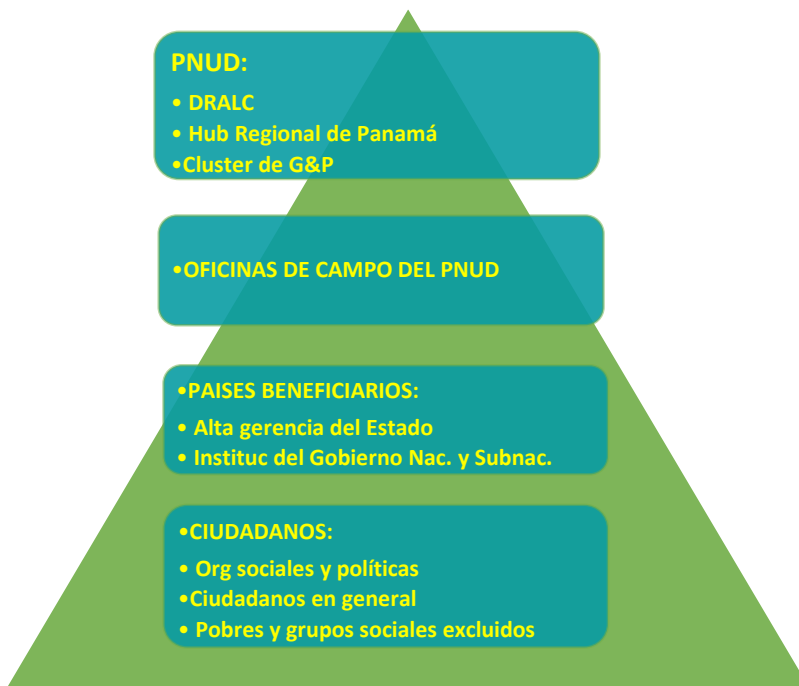 PNUD:
• DRALC
• Hub Regional de Panamá
•Cluster de G&P
•OFICINAS DE CAMPO DEL PNUD
•PAISES BENEFICIARIOS:
• Alta gerencia del Estado
• Instituc del Gobierno Nac. y Subnac.
•CIUDADANOS:
• Org sociales y políticas
•Ciudadanos en general
• Pobres y grupos sociales excluidos